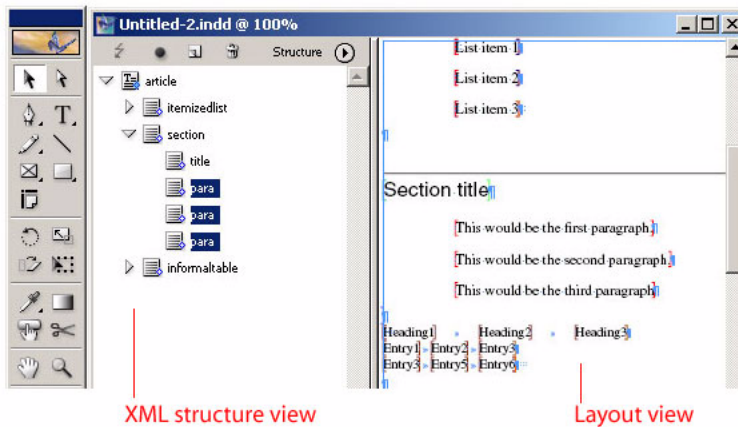 Untitled-2.indd @ 100%
Structure
article
itemizedlist
section
title
para
para
para
informaltable
List item 1
List item 2
List item 3
Section title
This would be the first paragraph.
This would be the second paragraph.
This would be the third paragraph
Heading1 Heading2 Heading3
Entry1 Entry2 Entry3
Entry3 Entry5 Entry6
XML structure view
Layout view